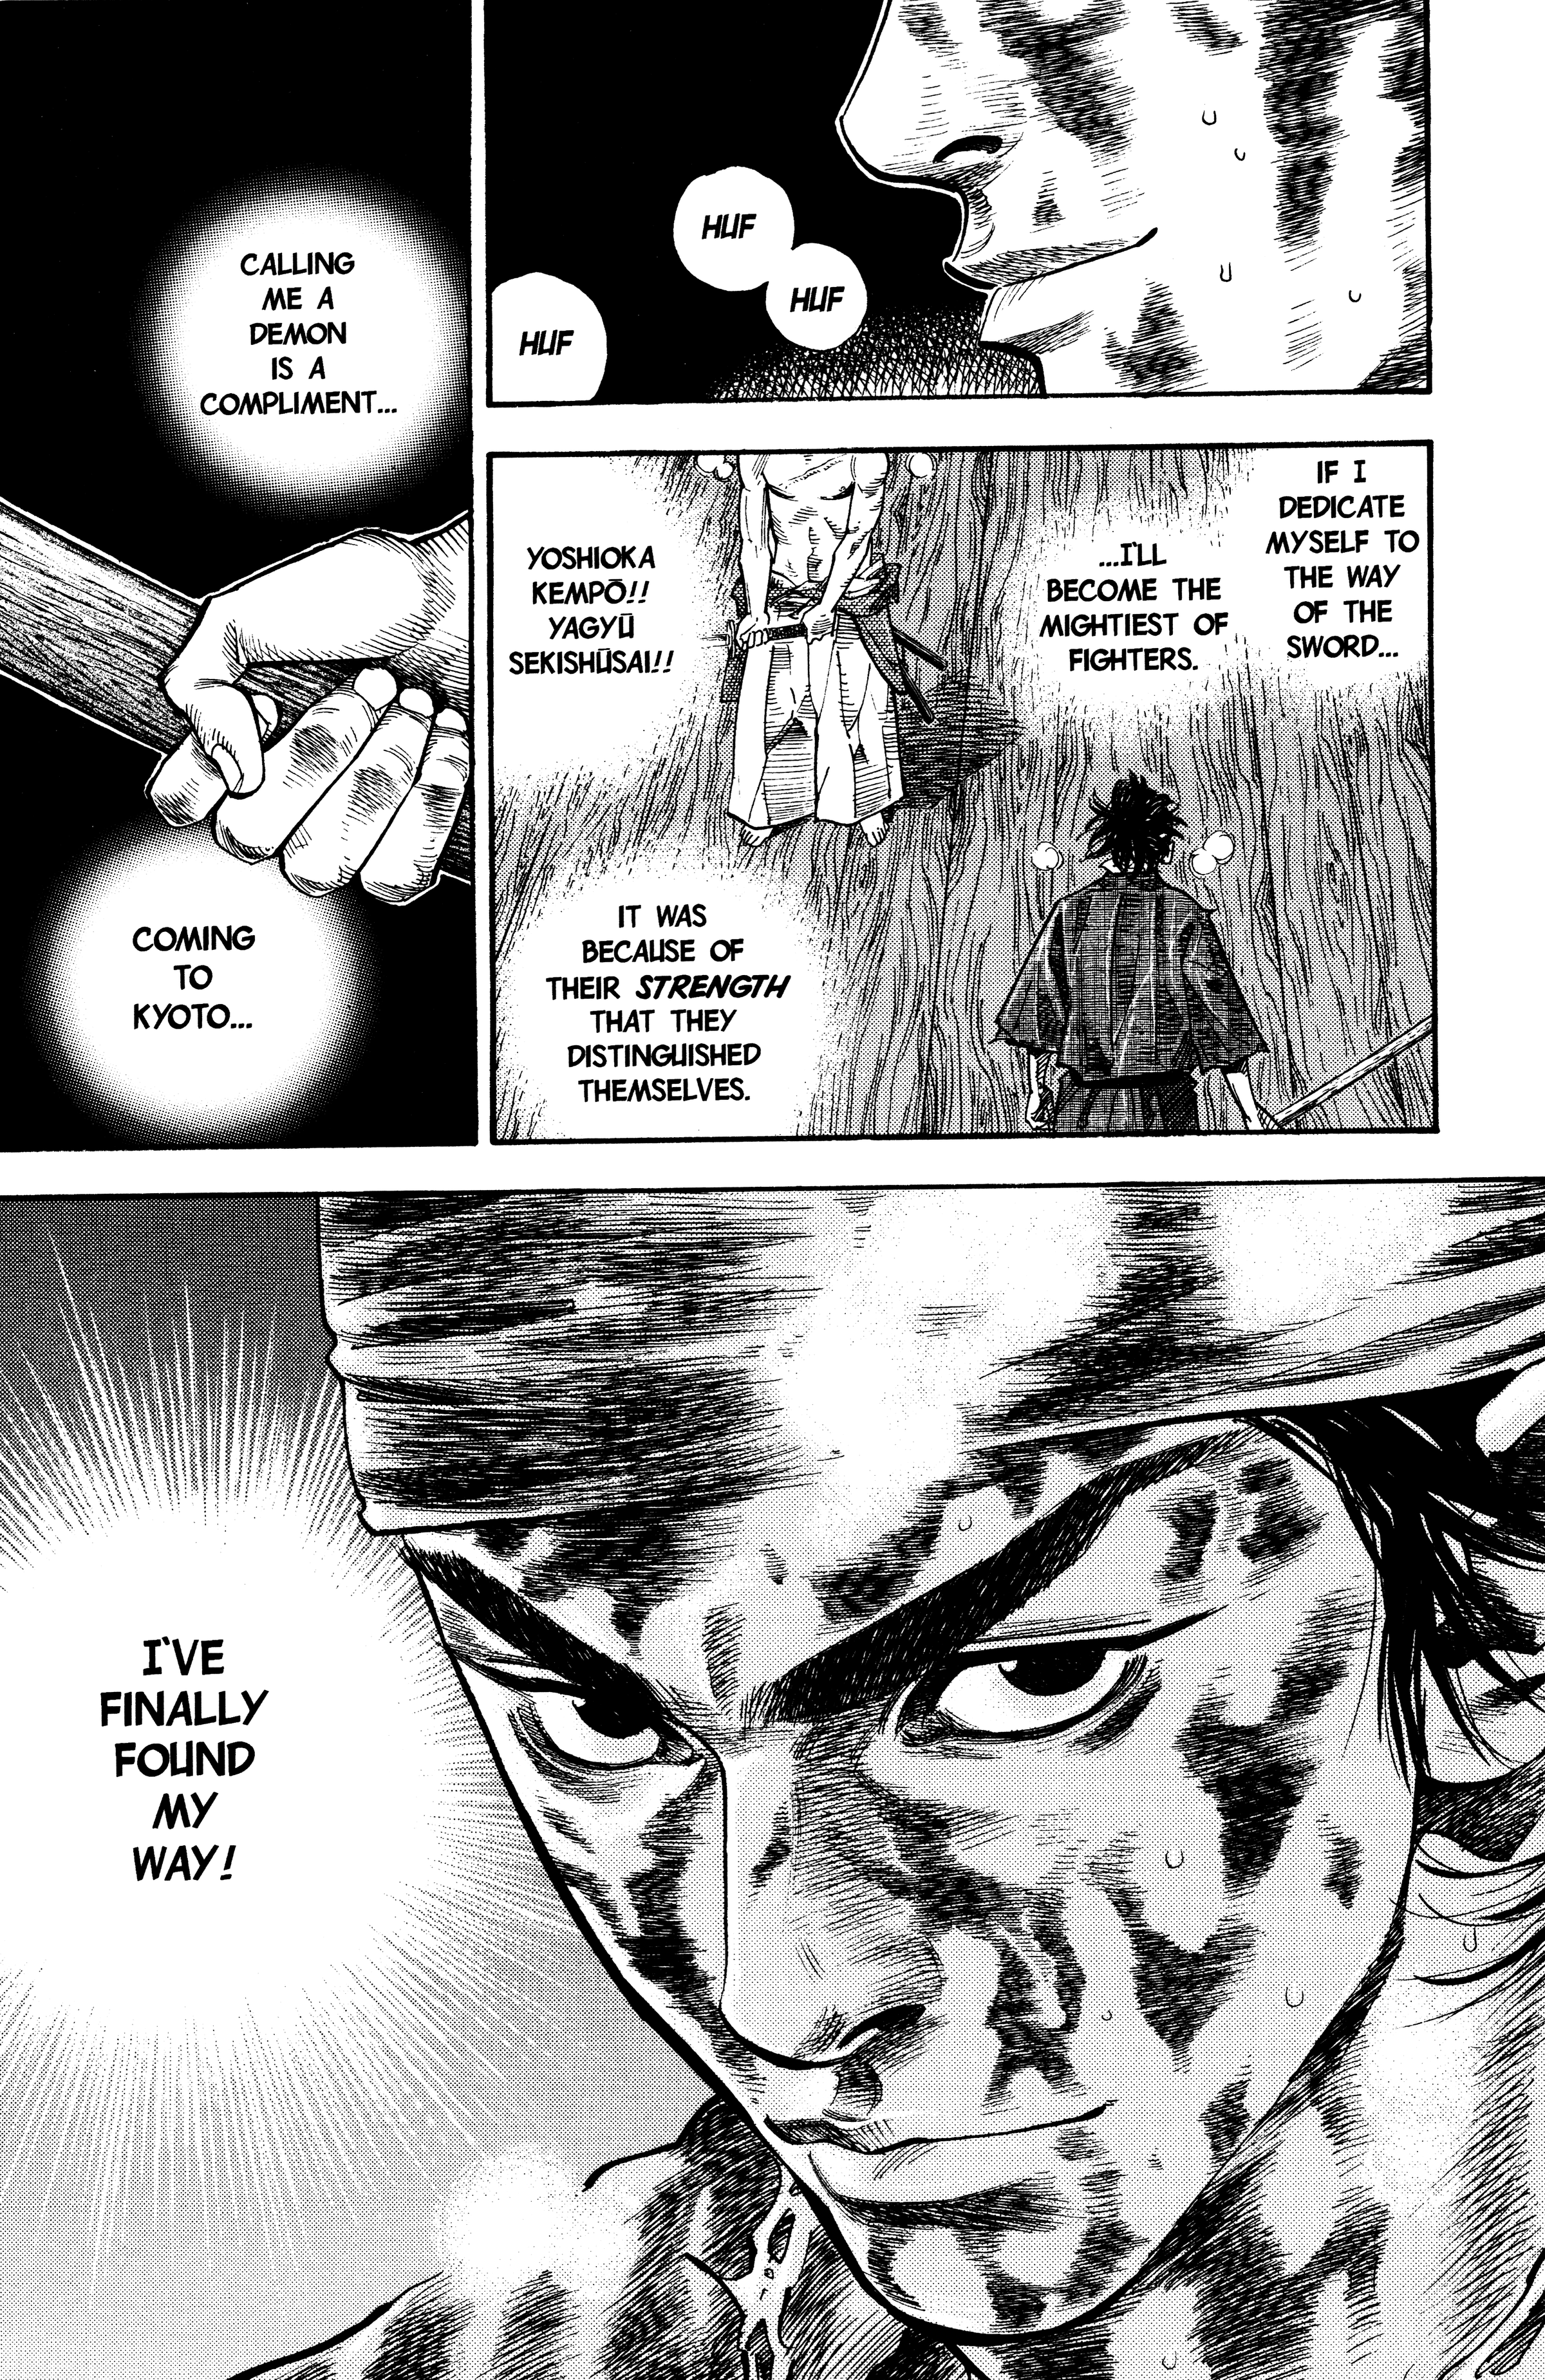 HUF
HUF
HUF
IF I
DEDICATE
MYSELF TO
THE WAY
OF THE
SWORD...
...I'LL
BECOME THE
MIGHTIEST OF
FIGHTERS.
YOSHIOKA
KEMPŌ!!
YAGYŪ
SEKISHŪSAI!!
IT WAS
BECAUSE OF
THEIR STRENGTH
THAT THEY
DISTINGUISHED
THEMSELVES.
CALLING
ME A
DEMON
IS A
COMPLIMENT...
COMING
TO
KYOTO...
I'VE
FINALLY
FOUND
MY
WAY!